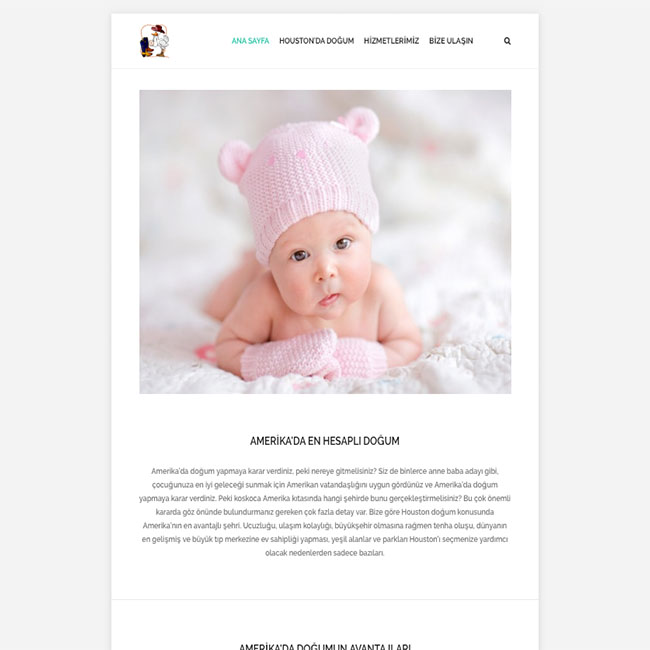 ANA SAYFA HOUSTON'DA DOĞUM HİZMETLERİMİZ BİZE ULAŞIN
AMERİKA'DA EN HESAPLI DOĞUM
Amerika'da doğum yapmaya karar verdiniz, peki nereye gitmelisiniz? Siz de binlerce anne baba adayı gibi,
çocuğunuza en iyi geleceği sunmak için Amerikan vatandaşlığını uygun gördünüz ve Amerika'da doğum
yapmaya karar verdiniz. Peki koskoca Amerika kıtasında hangi şehirde bunu gerçekleştirmelisiniz? Bu çok önemli
kararda göz önünde bulundurmanız gereken çok fazla detay var. Bize göre Houston doğum konusunda
Amerika'nın en avantajlı şehri. Ucuzluğu, ulaşım kolaylığı, büyükşehir olmasına rağmen tenha oluşu, dünyanın
en gelişmiş ve büyük tıp merkezine ev sahipliği yapması, yeşil alanlar ve parkları Houston'ı seçmenize yardımcı
olacak nedenlerden sadece bazıları.
AMERİKA'DA DOĞUMUN AVANTAJLARI